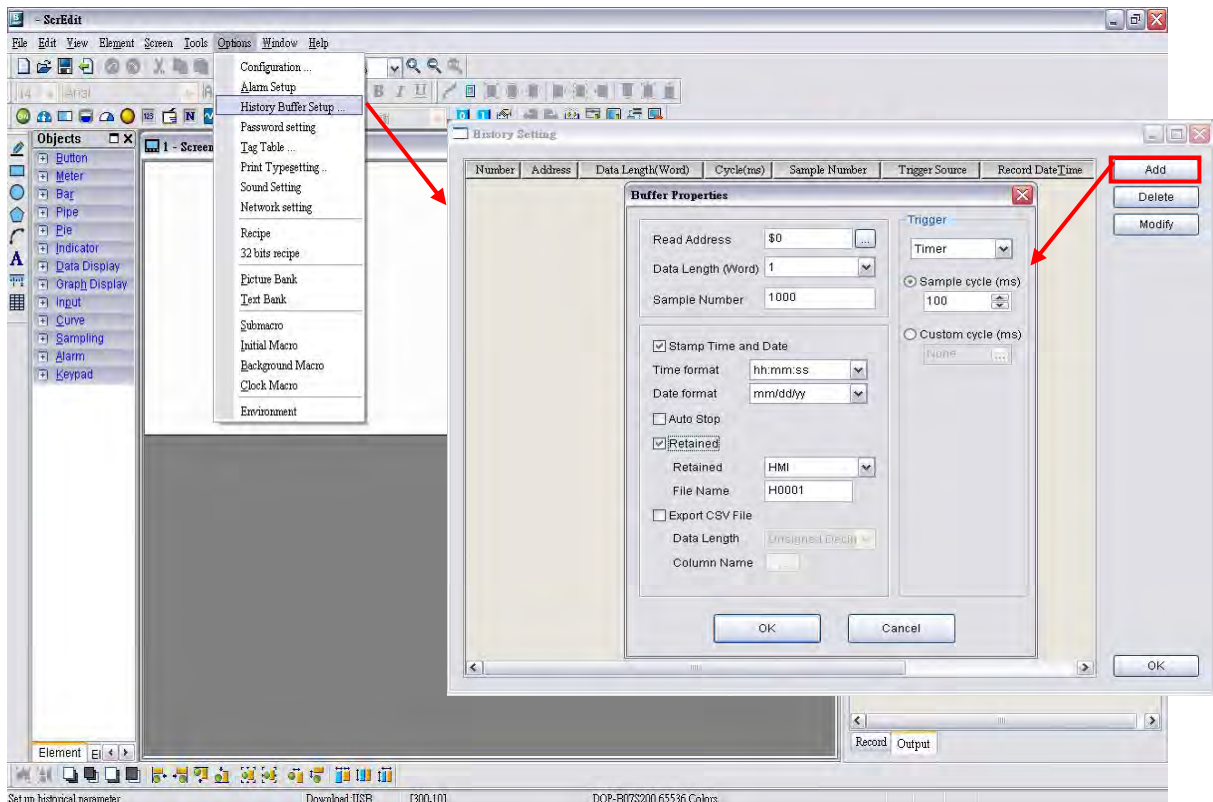 - ScrEdit
File Edit View Element Screen Tools Options Window Help
14 Arial
B I U
Configuration ...
Alarm Setup
History Buffer Setup ...
Password setting
Tag Table ...
Print Typesetting ..
Sound Setting
Network setting
Recipe
32 bits recipe
Picture Bank
Text Bank
Submacro
Initial Macro
Background Macro
Clock Macro
Environment
Objects
Button
Meter
Bar
Pipe
Pie
Indicator
Data Display
Graph Display
Input
Curve
Sampling
Alarm
Keypad
1 - Screen
History Setting
Number Address Data Length(Word) Cycle(ms) Sample Number Trigger Source Record DateTime
Add
Delete
Modify
Buffer Properties
Read Address $0 ...
Data Length (Word) 1
Sample Number 1000
Stamp Time and Date
Time format hh:mm:ss
Date format mm/dd/yy
Auto Stop
Retained
Retained HMI
File Name H0001
Export CSV File
Data Length Unsigned Decin
Column Name ...
Trigger
Timer
Sample cycle (ms)
100
Custom cycle (ms)
None ...
OK Cancel
OK
Record Output
Element El
Set up historical parameter Download:USB [300,10] DOP-B07S200 65536 Colors